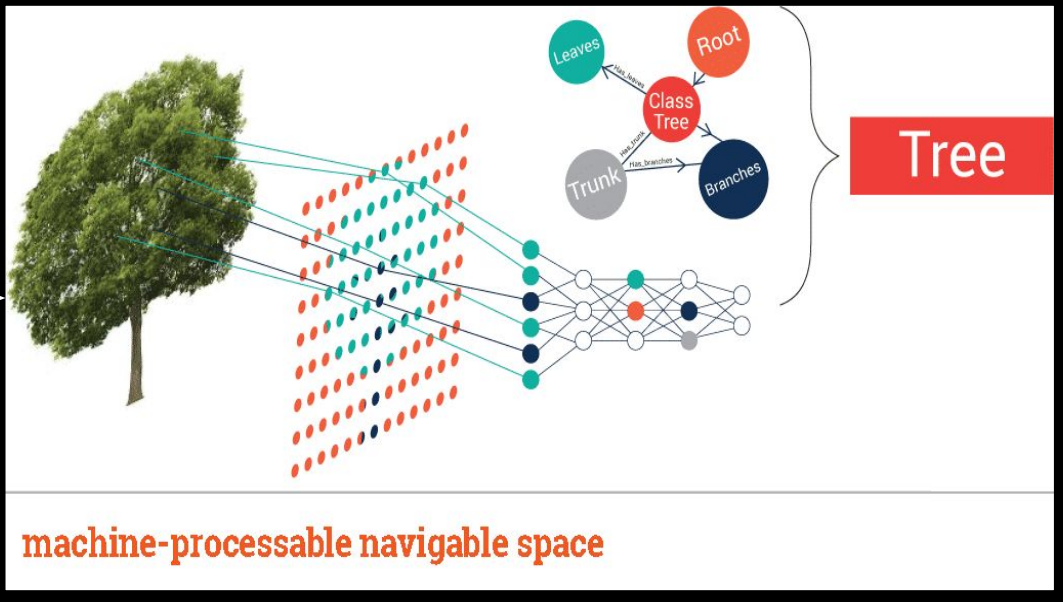 Leaves
Root
Has_leaves
Class
Tree
Has_trunk
Has_branches
Trunk
Branches
Tree
machine-processable navigable space